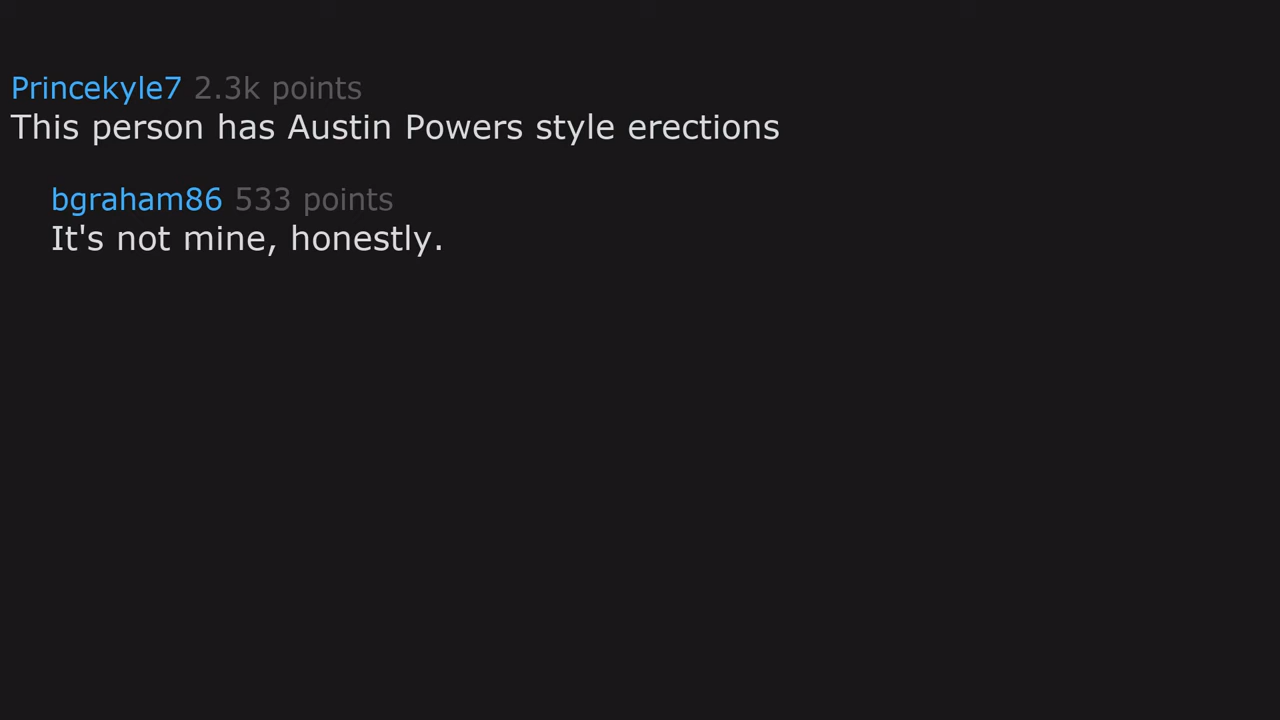 Princekyle7 2.3k points
This person has Austin Powers style erections
bgraham86 533 points
It's not mine, honestly.